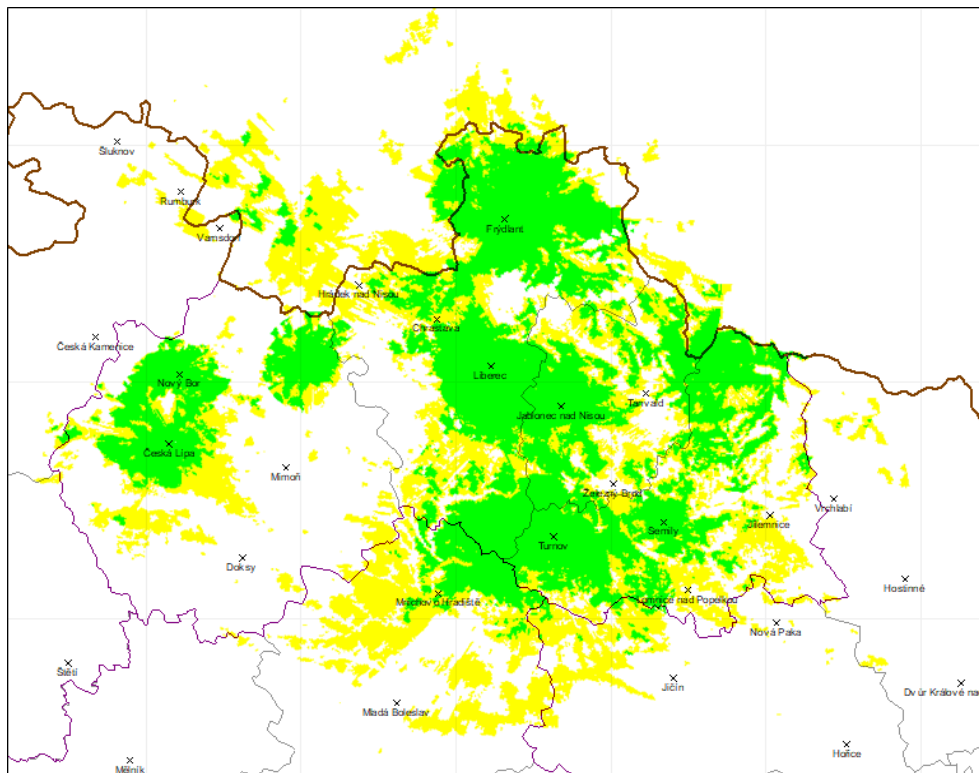 Šluknov
Rumburk
Varnsdorf
Frýdlant
Hrádek nad Nisou
Chrastava
Česká Kamenice
Nový Bor
Liberec
Tanvald
Jablonec nad Nisou
Česká Lípa
Mimoň
Železný Brod
Vrchlabí
Semily
Jilemnice
Turnov
Doksy
Hostinné
Mnichovo Hradiště
Lomnice nad Popelkou
Nová Paka
Štětí
Jičín
Dvůr Králové na
Mladá Boleslav
Hořice
Mělník